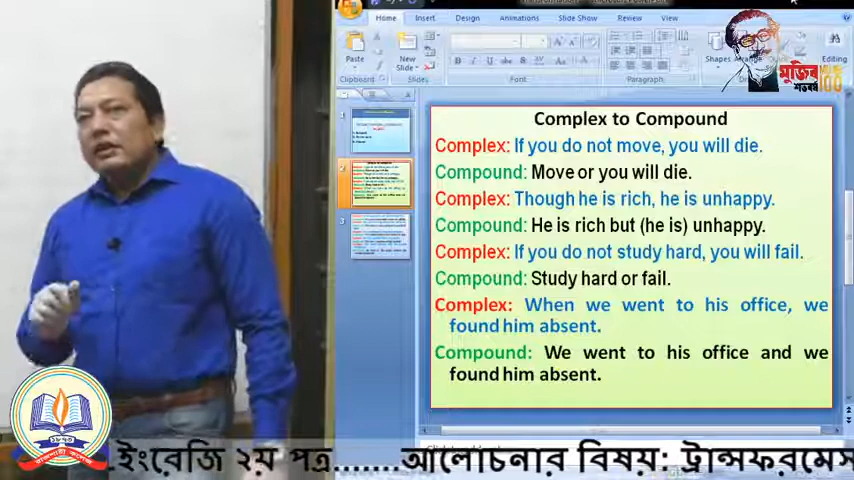 Home Insert Design Animations Slide Show Review View
Paste
New
Slide
Shapes Arrange
Editing
Clipboard
Slides
Font
Paragraph
মুজিব
শতবর্ষ 100
Complex to Compound
Complex: If you do not move, you will die.
Compound: Move or you will die.
Complex: Though he is rich, he is unhappy.
Compound: He is rich but (he is) unhappy.
Complex: If you do not study hard, you will fail.
Compound: Study hard or fail.
Complex: When we went to his office, we
found him absent.
Compound: We went to his office and we
found him absent.
১৮৭৩
রাজশাহী কলেজ
ইংরেজি ২য় পত্র.......আলোচনার বিষয়: ট্রান্সফরমেস